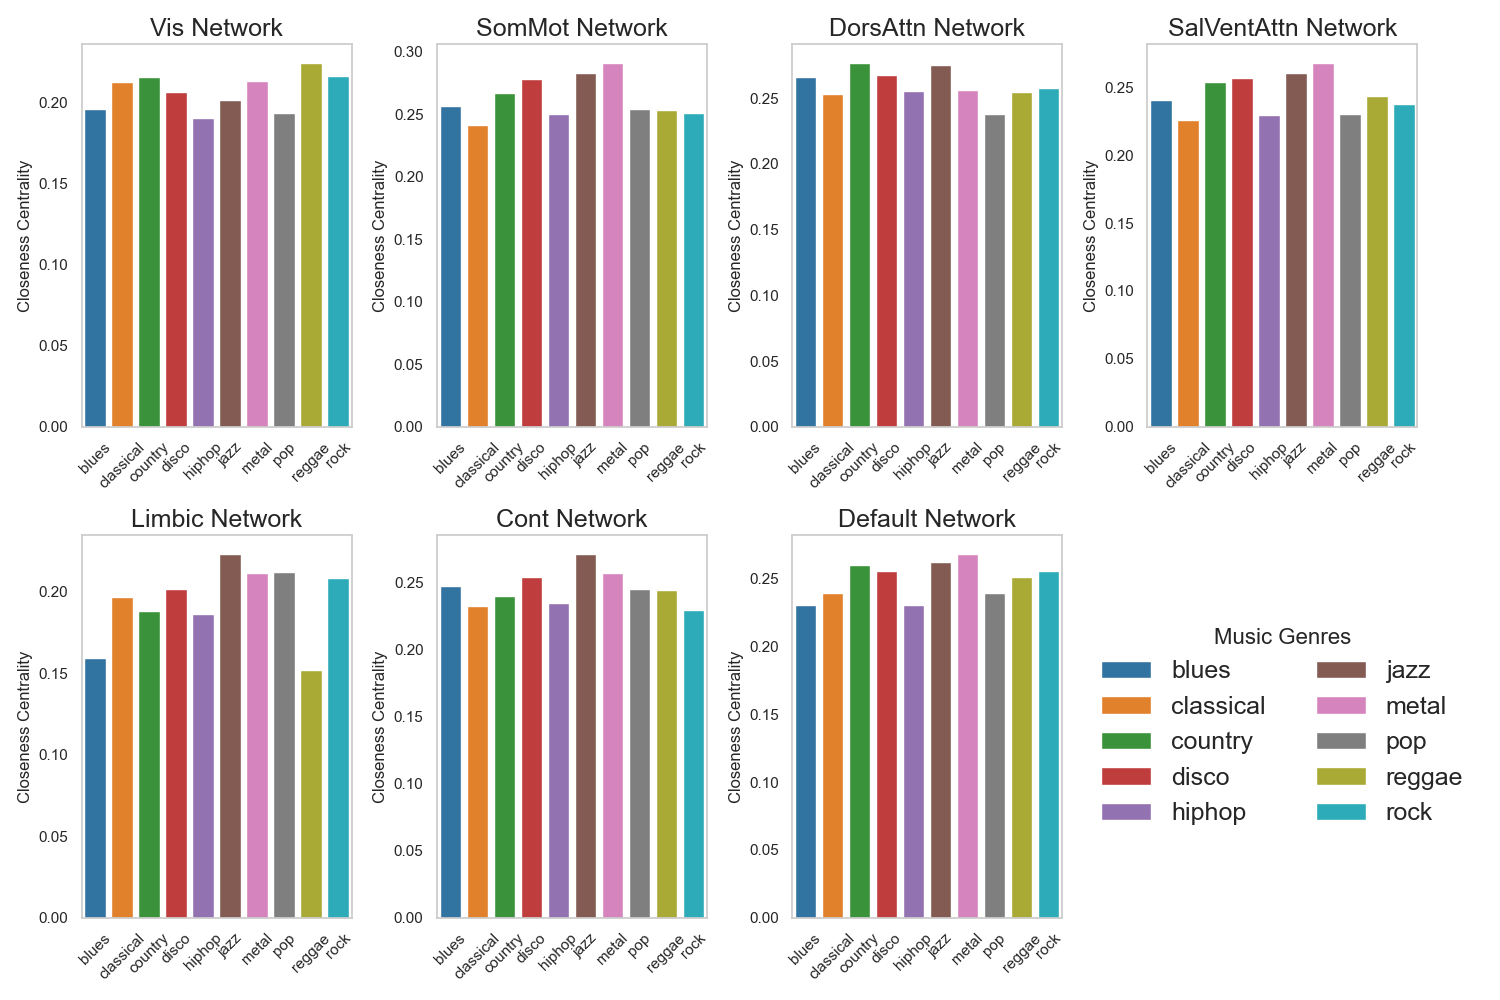 Vis Network
SomMot Network
DorsAttn Network
SalVentAttn Network
Closeness Centrality
0.20
0.15
0.10
0.05
0.00
blues
classical
country
disco
hiphop
jazz
metal
pop
reggae
rock
Closeness Centrality
0.30
0.25
0.20
0.15
0.10
0.05
0.00
blues
classical
country
disco
hiphop
jazz
metal
pop
reggae
rock
Closeness Centrality
0.25
0.20
0.15
0.10
0.05
0.00
blues
classical
country
disco
hiphop
jazz
metal
pop
reggae
rock
Closeness Centrality
0.25
0.20
0.15
0.10
0.05
0.00
blues
classical
country
disco
hiphop
jazz
metal
pop
reggae
rock
Limbic Network
Cont Network
Default Network
Closeness Centrality
0.20
0.15
0.10
0.05
0.00
blues
classical
country
disco
hiphop
jazz
metal
pop
reggae
rock
Closeness Centrality
0.25
0.20
0.15
0.10
0.05
0.00
blues
classical
country
disco
hiphop
jazz
metal
pop
reggae
rock
Closeness Centrality
0.25
0.20
0.15
0.10
0.05
0.00
blues
classical
country
disco
hiphop
jazz
metal
pop
reggae
rock
Music Genres
blues
classical
country
disco
hiphop
jazz
metal
pop
reggae
rock